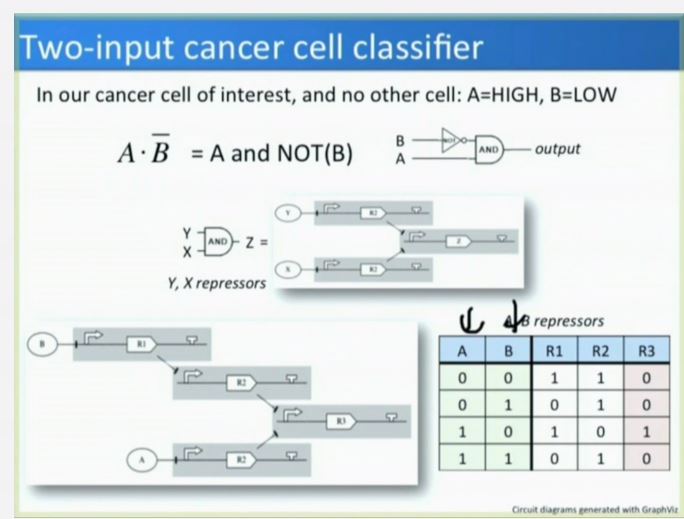 Two-input cancer cell classifier
In our cancer cell of interest, and no other cell: A=HIGH, B=LOW
A · B̅ = A and NOT(B)
B
A
NOT
AND
output
Y
X
AND
Z =
Y
R2
Z
X
R2
Y, X repressors
B repressors
B
R1
R2
R3
A
R2
A B R1 R2 R3
0 0 1 1 0
0 1 0 1 0
1 0 1 0 1
1 1 0 1 0
Circuit diagrams generated with GraphViz